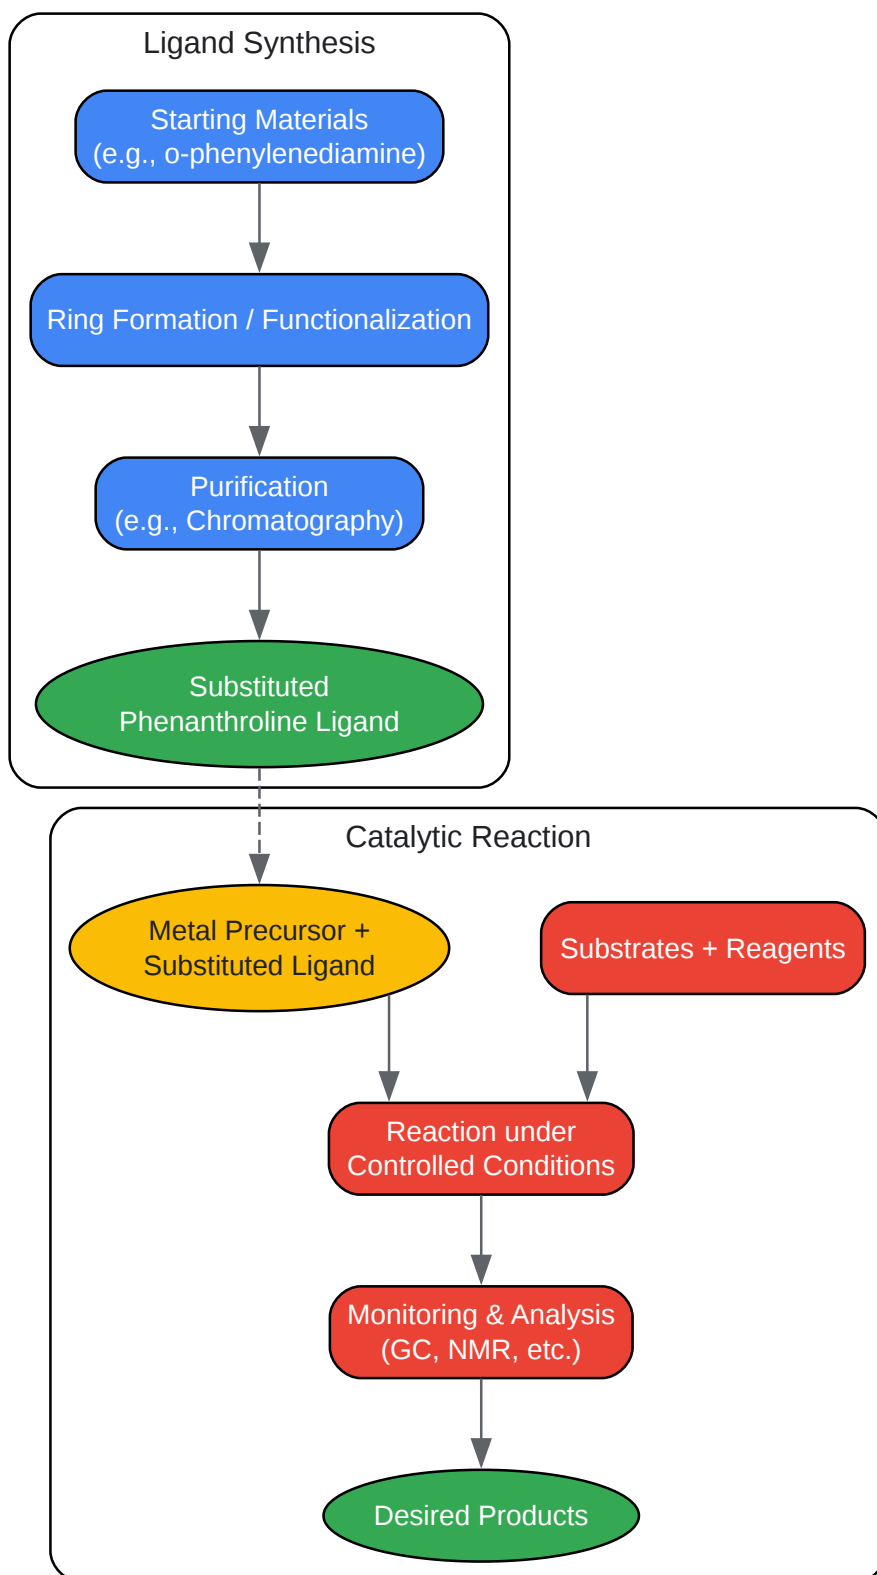 Ligand Synthesis
Starting Materials
(e.g., o-phenylenediamine)
Ring Formation / Functionalization
Purification
(e.g., Chromatography)
Substituted
Phenanthroline Ligand
Catalytic Reaction
Metal Precursor +
Substituted Ligand
Substrates + Reagents
Reaction under
Controlled Conditions
Monitoring & Analysis
(GC, NMR, etc.)
Desired Products